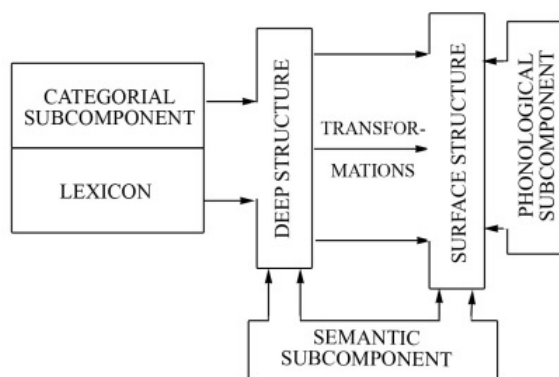 CATEGORIAL
SUBCOMPONENT
LEXICON
DEEP STRUCTURE
TRANSFOR-
MATIONS
SURFACE STRUCTURE
PHONOLOGICAL
SUBCOMPONENT
SEMANTIC
SUBCOMPONENT